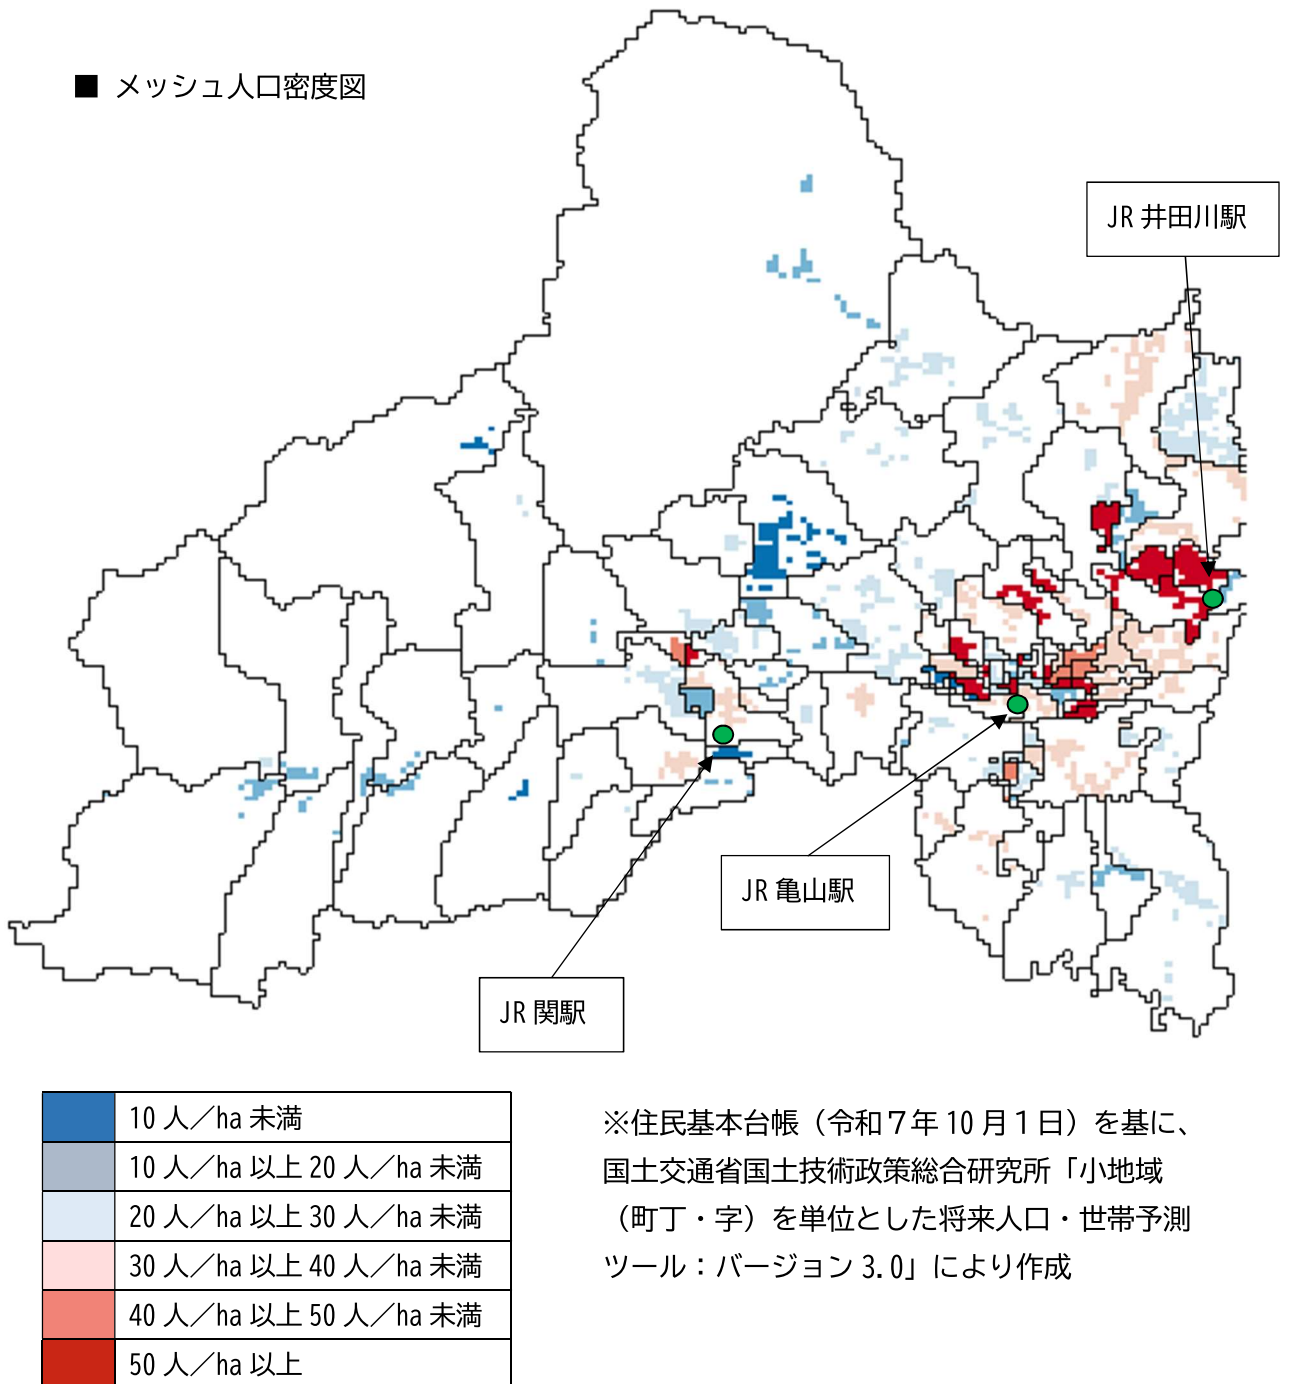 ■ メッシュ人口密度図
JR 井田川駅
JR 亀山駅
JR 関駅
10 人／ha 未満
10 人／ha 以上 20 人／ha 未満
20 人／ha 以上 30 人／ha 未満
30 人／ha 以上 40 人／ha 未満
40 人／ha 以上 50 人／ha 未満
50 人／ha 以上
※住民基本台帳（令和７年 10 月１日）を基に、
国土交通省国土技術政策総合研究所「小地域
（町丁・字）を単位とした将来人口・世帯予測
ツール：バージョン 3.0」により作成